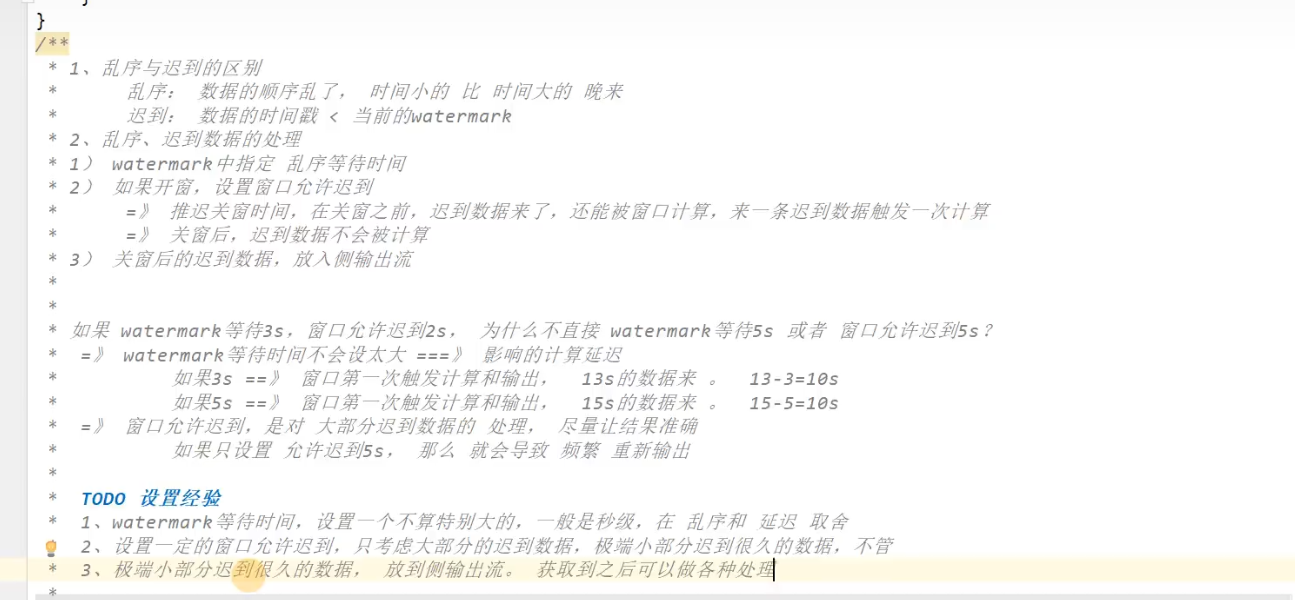 }
/**
* 1、乱序与迟到的区别
* 乱序： 数据的顺序乱了， 时间小的 比 时间大的 晚来
* 迟到： 数据的时间戳 < 当前的watermark
* 2、乱序、迟到数据的处理
* 1） watermark中指定 乱序等待时间
* 2） 如果开窗，设置窗口允许迟到
* =》 推迟关窗时间，在关窗之前，迟到数据来了，还能被窗口计算，来一条迟到数据触发一次计算
* =》 关窗后，迟到数据不会被计算
* 3） 关窗后的迟到数据，放入侧输出流
*
*
* 如果 watermark等待3s，窗口允许迟到2s， 为什么不直接 watermark等待5s 或者 窗口允许迟到5s？
* =》 watermark等待时间不会设太大 ===》 影响的计算延迟
* 如果3s ==》 窗口第一次触发计算和输出， 13s的数据来 。 13-3=10s
* 如果5s ==》 窗口第一次触发计算和输出， 15s的数据来 。 15-5=10s
* =》 窗口允许迟到，是对 大部分迟到数据的 处理， 尽量让结果准确
* 如果只设置 允许迟到5s， 那么 就会导致 频繁 重新输出
*
* TODO 设置经验
* 1、watermark等待时间，设置一个不算特别大的，一般是秒级，在 乱序和 延迟 取舍
* 2、设置一定的窗口允许迟到，只考虑大部分的迟到数据，极端小部分迟到很久的数据，不管
* 3、极端小部分迟到很久的数据， 放到侧输出流。 获取到之后可以做各种处理
*